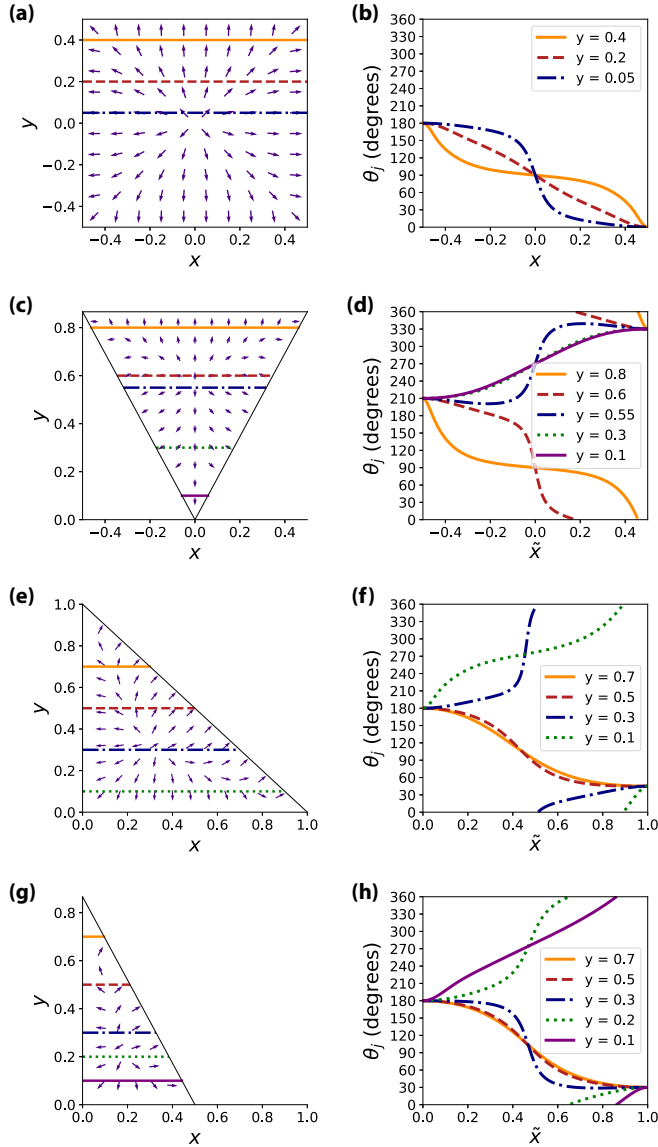 (a)
y
0.4
0.2
0.0
−0.2
−0.4
−0.4 −0.2 0.0 0.2 0.4
x
(b)
θj (degrees)
360
330
300
270
240
210
180
150
120
90
60
30
0
y = 0.4
y = 0.2
y = 0.05
−0.4 −0.2 0.0 0.2 0.4
x
(c)
y
0.8
0.6
0.4
0.2
0.0
−0.4 −0.2 0.0 0.2 0.4
x
(d)
θj (degrees)
360
330
300
270
240
210
180
150
120
90
60
30
0
y = 0.8
y = 0.6
y = 0.55
y = 0.3
y = 0.1
−0.4 −0.2 0.0 0.2 0.4
x̃
(e)
y
1.0
0.8
0.6
0.4
0.2
0.0
0.0 0.2 0.4 0.6 0.8 1.0
x
(f)
θj (degrees)
360
330
300
270
240
210
180
150
120
90
60
30
0
y = 0.7
y = 0.5
y = 0.3
y = 0.1
0.0 0.2 0.4 0.6 0.8 1.0
x̃
(g)
y
0.8
0.6
0.4
0.2
0.0
0.0 0.2 0.4 0.6 0.8 1.0
x
(h)
θj (degrees)
360
330
300
270
240
210
180
150
120
90
60
30
0
y = 0.7
y = 0.5
y = 0.3
y = 0.2
y = 0.1
0.0 0.2 0.4 0.6 0.8 1.0
x̃